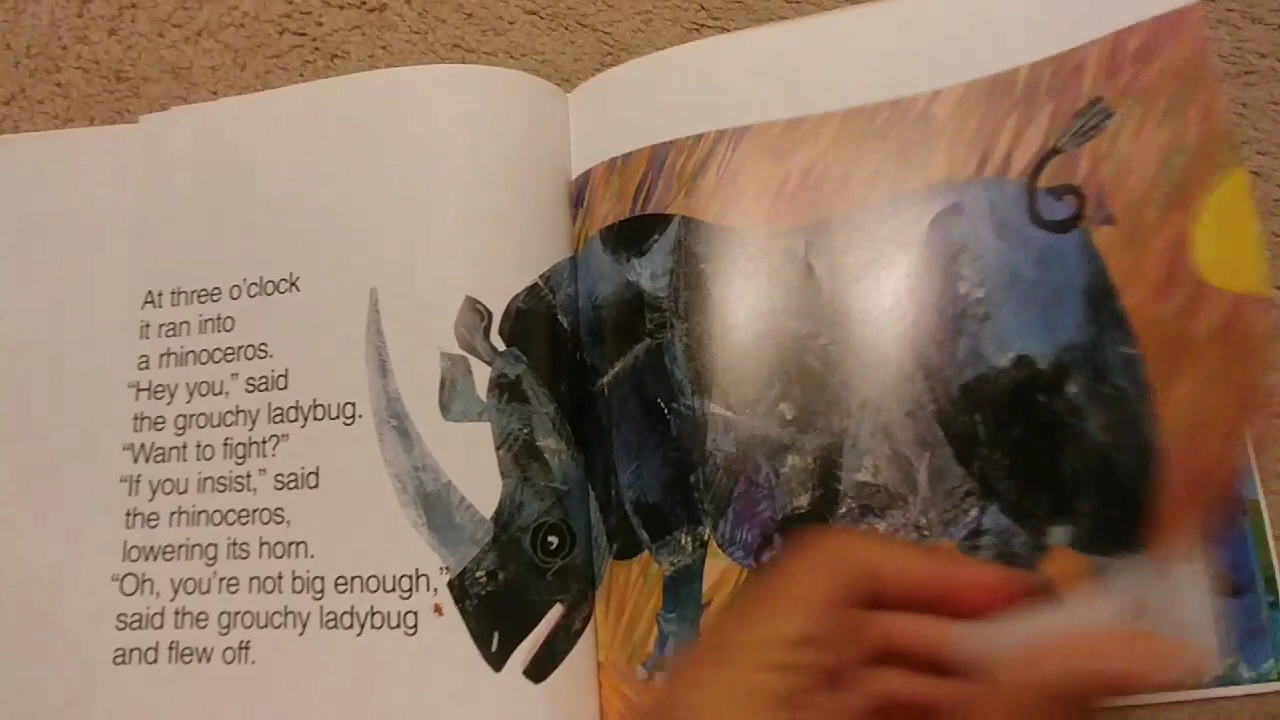 At three o'clock
it ran into
a rhinoceros.
"Hey you," said
the grouchy ladybug.
"Want to fight?"
"If you insist," said
the rhinoceros,
lowering its horn.
"Oh, you're not big enough,"
said the grouchy ladybug
and flew off.